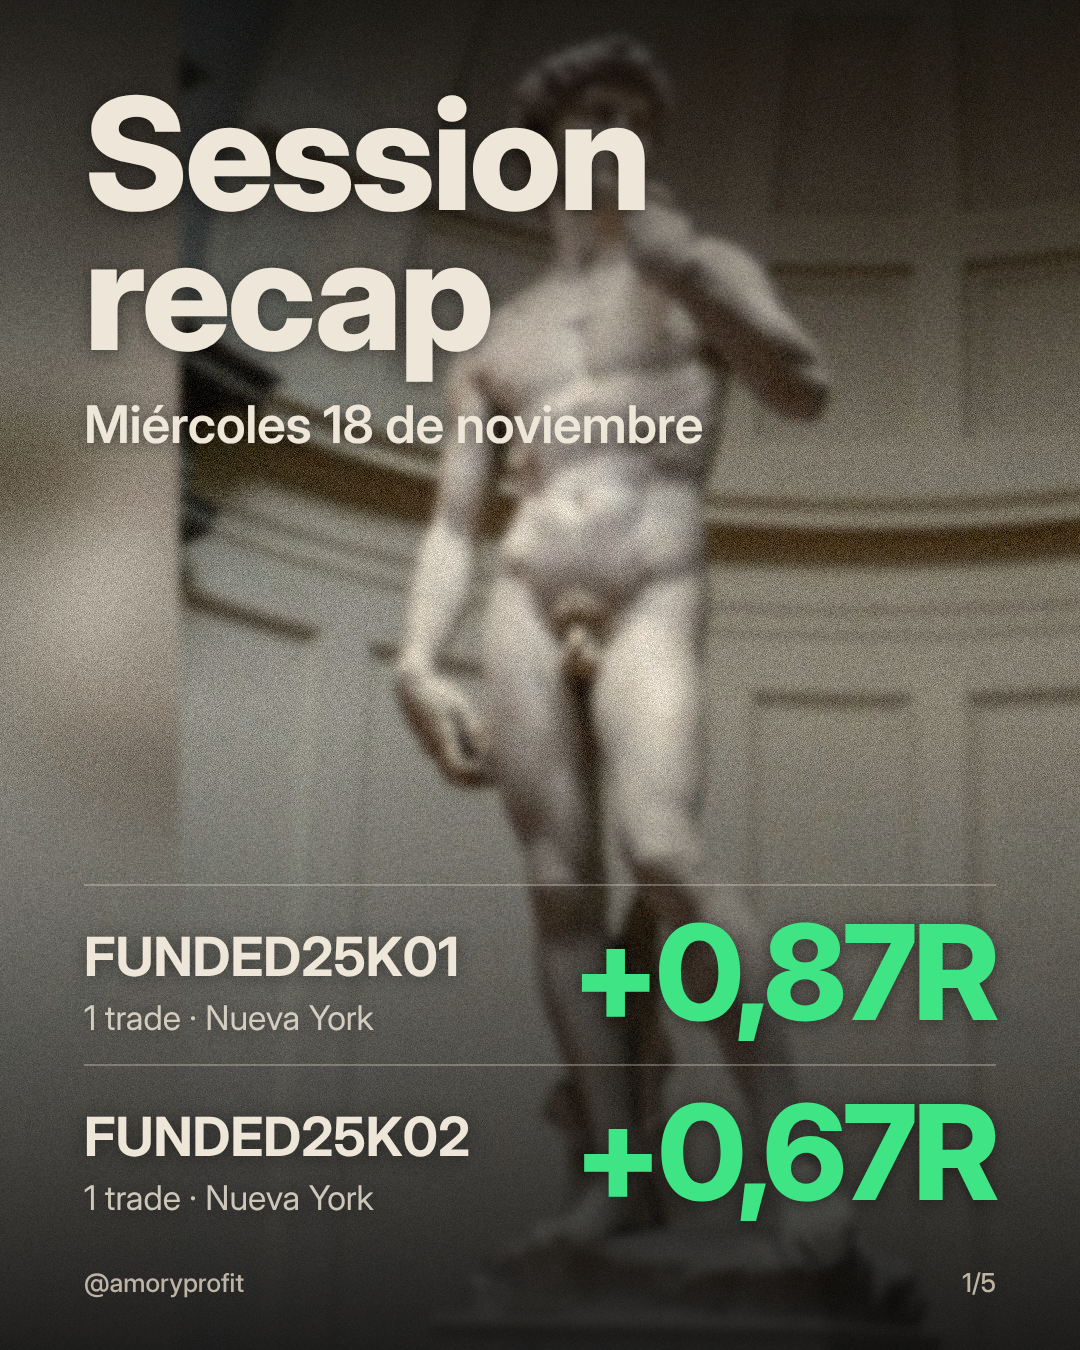 Session
recap
Miércoles 18 de noviembre
FUNDED25K01
+0,87R
1 trade · Nueva York
FUNDED25K02
+0,67R
1 trade · Nueva York
@amoryprofit
1/5